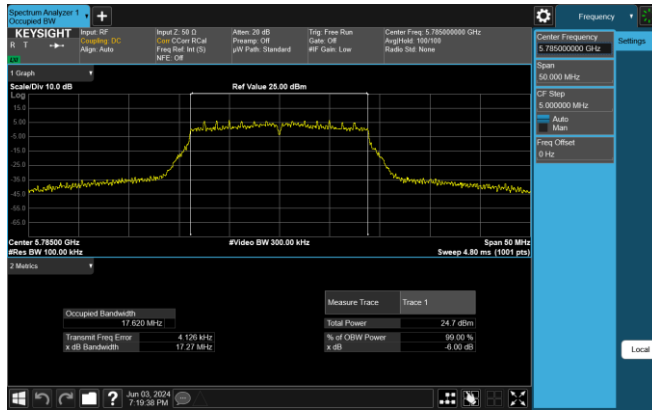 Spectrum Analyzer 1
Occupied BW
Frequency
KEYSIGHT
R T
Input: RF
Coupling: DC
Align: Auto
Input Z: 50 Ω
Corr CCorr RCal
Freq Ref: Int (S)
NFE: Off
Atten: 20 dB
Preamp: Off
µW Path: Standard
Trig: Free Run
Gate: Off
#IF Gain: Low
Center Freq: 5.785000000 GHz
Avg|Hold: 100/100
Radio Std: None
Center Frequency
5.785000000 GHz
Settings
Span
50.000 MHz
CF Step
5.000000 MHz
Auto
Man
Freq Offset
0 Hz
1 Graph
Scale/Div 10.0 dB
Ref Value 25.00 dBm
Log
15.0
5.00
-5.00
-15.0
-25.0
-35.0
-45.0
-55.0
-65.0
Center 5.78500 GHz
#Video BW 300.00 kHz
Span 50 MHz
#Res BW 100.00 kHz
Sweep 4.80 ms (1001 pts)
2 Metrics
Measure Trace
Trace 1
Occupied Bandwidth
17.620 MHz
Total Power
24.7 dBm
Transmit Freq Error
4.126 kHz
% of OBW Power
99.00 %
x dB Bandwidth
17.27 MHz
x dB
-6.00 dB
Local
Jun 03, 2024
7:19:38 PM